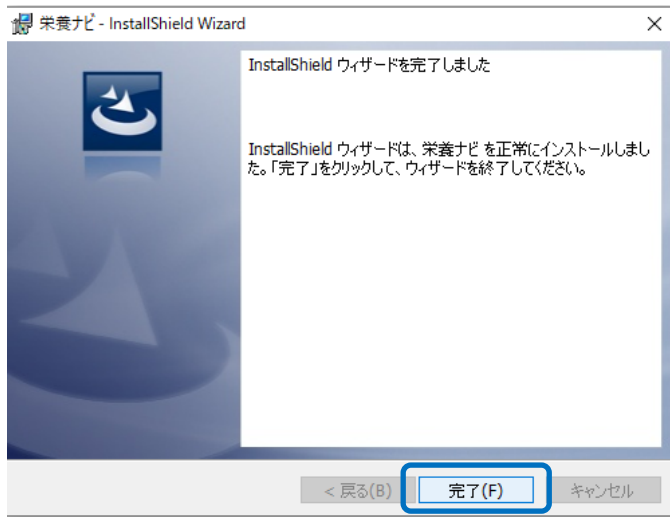 栄養ナビ - InstallShield Wizard
InstallShield ウィザードを完了しました
InstallShield ウィザードは、栄養ナビ を正常にインストールしまし
た。「完了」をクリックして、ウィザードを終了してください。
< 戻る(B)
完了(F)
キャンセル